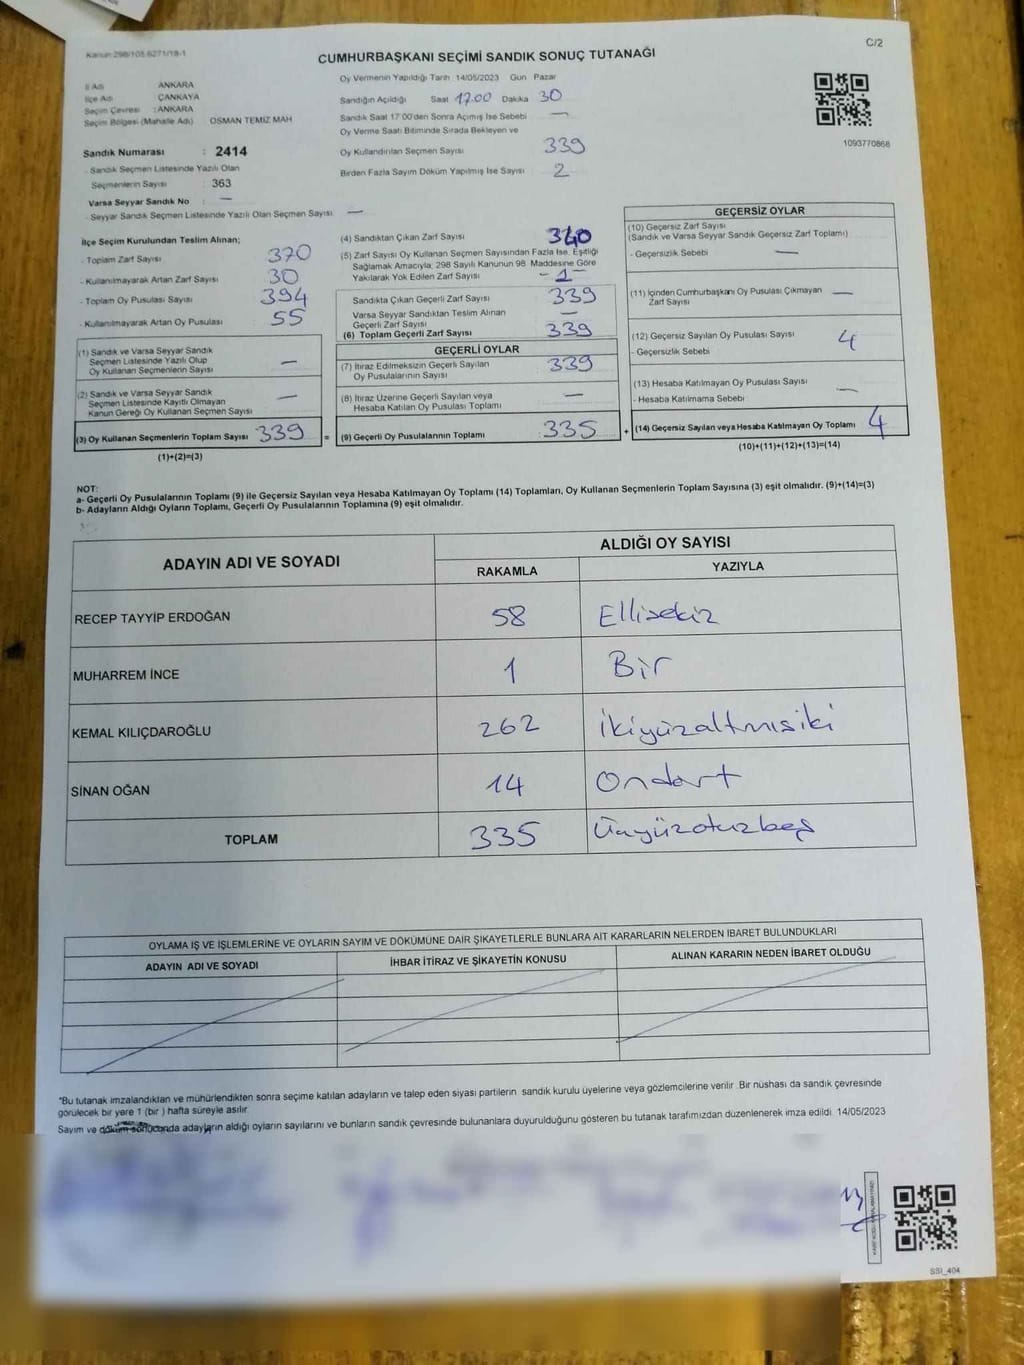 Kanun 298/105 6271/18-1
C/2
CUMHURBAŞKANI SEÇİMİ SANDIK SONUÇ TUTANAĞI
İl Adı ANKARA
İlçe Adı ÇANKAYA
Seçim Çevresi : ANKARA
Seçim Bölgesi (Mahalle Adı) OSMAN TEMİZ MAH
Sandık Numarası : 2414
- Sandık Seçmen Listesinde Yazılı Olan
Seçmenlerin Sayısı : 363
Varsa Seyyar Sandık No : —
- Seyyar Sandık Seçmen Listesinde Yazılı Olan Seçmen Sayısı —
Oy Vermenin Yapıldığı Tarih 14/05/2023 Gün Pazar
Sandığın Açıldığı Saat 17.00 Dakika 30
Sandık Saat 17:00'den Sonra Açımış İse Sebebi —
Oy Verme Saati Bitiminde Sırada Bekleyen ve
Oy Kullandırılan Seçmen Sayısı 339
Birden Fazla Sayım Döküm Yapılmış İse Sayısı 2
1093770868
İlçe Seçim Kurulundan Teslim Alınan;
- Toplam Zarf Sayısı 370
- Kullanılmayarak Artan Zarf Sayısı 30
- Toplam Oy Pusulası Sayısı 394
- Kullanılmayarak Artan Oy Pusulası 55
(1) Sandık ve Varsa Seyyar Sandık
Seçmen Listesinde Yazılı Olup
Oy Kullanan Seçmenlerin Sayısı —
(2) Sandık ve Varsa Seyyar Sandık
Seçmen Listesinde Kayıtlı Olmayan
Kanun Gereği Oy Kullanan Seçmen Sayısı —
(3) Oy Kullanan Seçmenlerin Toplam Sayısı 339 =
(1)+(2)=(3)
(4) Sandıktan Çıkan Zarf Sayısı 340
(5) Zarf Sayısı Oy Kullanan Seçmen Sayısından Fazla İse, Eşitliği
Sağlamak Amacıyla, 298 Sayılı Kanunun 98. Maddesine Göre
Yakılarak Yok Edilen Zarf Sayısı -1-
Sandıkta Çıkan Geçerli Zarf Sayısı 339
Varsa Seyyar Sandıktan Teslim Alınan
Geçerli Zarf Sayısı —
(6) Toplam Geçerli Zarf Sayısı 339
GEÇERLİ OYLAR
(7) İtiraz Edilmeksizin Geçerli Sayılan
Oy Pusulalarının Sayısı 339
(8) İtiraz Üzerine Geçerli Sayılan veya
Hesaba Katılan Oy Pusulası Toplamı —
(9) Geçerli Oy Pusulalarının Toplamı 335 +
GEÇERSİZ OYLAR
(10) Geçersiz Zarf Sayısı
(Sandık ve Varsa Seyyar Sandık Geçersiz Zarf Toplamı)
- Geçersizlik Sebebi —
(11) İçinden Cumhurbaşkanı Oy Pusulası Çıkmayan
Zarf Sayısı —
(12) Geçersiz Sayılan Oy Pusulası Sayısı 4
- Geçersizlik Sebebi
(13) Hesaba Katılmayan Oy Pusulası Sayısı —
- Hesaba Katılmama Sebebi
(14) Geçersiz Sayılan veya Hesaba Katılmayan Oy Toplamı 4
(10)+(11)+(12)+(13)=(14)
NOT:
a- Geçerli Oy Pusulalarının Toplamı (9) ile Geçersiz Sayılan veya Hesaba Katılmayan Oy Toplamı (14) Toplamları, Oy Kullanan Seçmenlerin Toplam Sayısına (3) eşit olmalıdır. (9)+(14)=(3)
b- Adayların Aldığı Oyların Toplamı, Geçerli Oy Pusulalarının Toplamına (9) eşit olmalıdır.
ADAYIN ADI VE SOYADI
ALDIĞI OY SAYISI
RAKAMLA YAZIYLA
RECEP TAYYİP ERDOĞAN 58 Ellisekiz
MUHARREM İNCE 1 Bir
KEMAL KILIÇDAROĞLU 262 İkiyüzaltmışiki
SİNAN OĞAN 14 Ondört
TOPLAM 335 Üçyüzotuzbeş
OYLAMA İŞ VE İŞLEMLERİNE VE OYLARIN SAYIM VE DÖKÜMÜNE DAİR ŞİKAYETLERLE BUNLARA AİT KARARLARIN NELERDEN İBARET BULUNDUKLARI
ADAYIN ADI VE SOYADI İHBAR İTİRAZ VE ŞİKAYETİN KONUSU ALINAN KARARIN NEDEN İBARET OLDUĞU
*Bu tutanak imzalandıktan ve mühürlendikten sonra seçime katılan adayların ve talep eden siyasi partilerin sandık kurulu üyelerine veya gözlemcilerine verilir. Bir nüshası da sandık çevresinde
görülecek bir yere 1 (bir ) hafta süreyle asılır.
Sayım ve döküm sonucunda adayların aldığı oyların sayılarını ve bunların sandık çevresinde bulunanlara duyurulduğunu gösteren bu tutanak tarafımızdan düzenlenerek imza edildi. 14/05/2023
SSI_404